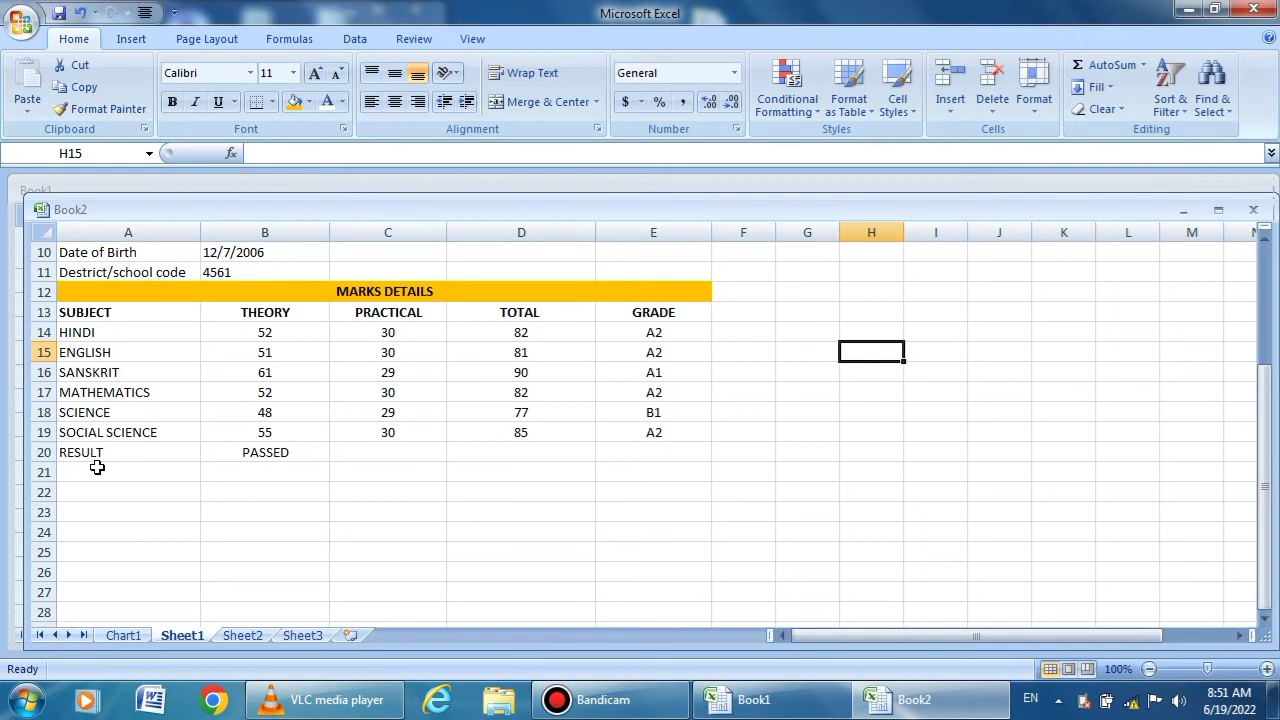 Microsoft Excel
Home Insert Page Layout Formulas Data Review View
Paste Cut Calibri 11 A A Wrap Text General Conditional Formatting Format as Table Cell Styles Insert Delete Format Σ AutoSum Sort & Filter Find & Select
Copy B I U A Merge & Center $ % , .0 .00 .00 .0 Fill
Format Painter Clear
Clipboard Font Alignment Number Styles Cells Editing
H15 fx
Book1
Book2
A B C D E F G H I J K L M
10 Date of Birth 12/7/2006
11 Destrict/school code 4561
12 MARKS DETAILS
13 SUBJECT THEORY PRACTICAL TOTAL GRADE
14 HINDI 52 30 82 A2
15 ENGLISH 51 30 81 A2
16 SANSKRIT 61 29 90 A1
17 MATHEMATICS 52 30 82 A2
18 SCIENCE 48 29 77 B1
19 SOCIAL SCIENCE 55 30 85 A2
20 RESULT PASSED
21
22
23
24
25
26
27
28
Chart1 Sheet1 Sheet2 Sheet3
Ready 100%
VLC media player Bandicam Book1 Book2 EN 8:51 AM
6/19/2022